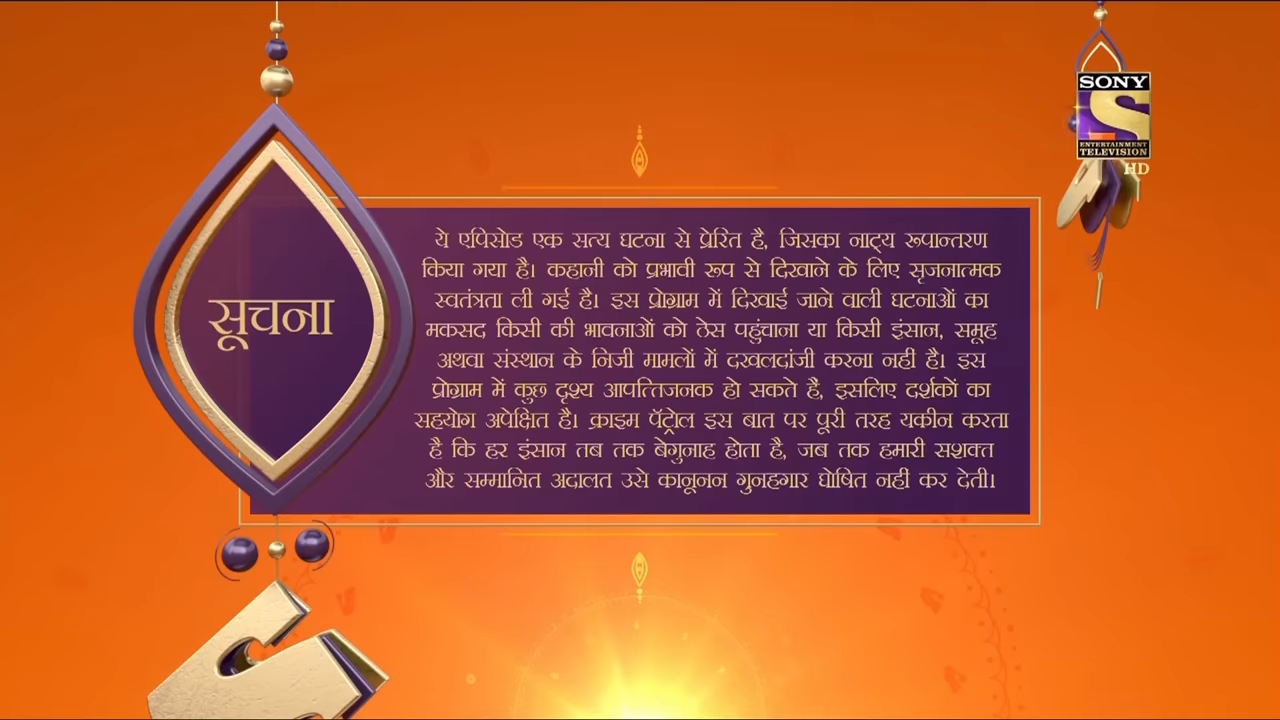 SONY
ENTERTAINMENT
TELEVISION
HD
सूचना
ये एपिसोड एक सत्य घटना से प्रेरित है, जिसका नाट्य रूपान्तरण
किया गया है। कहानी को प्रभावी रूप से दिखाने के लिए सृजनात्मक
स्वतंत्रता ली गई है। इस प्रोग्राम में दिखाई जाने वाली घटनाओं का
मकसद किसी की भावनाओं को ठेस पहुंचाना या किसी इंसान, समूह
अथवा संस्थान के निजी मामलों में दखलदांजी करना नहीं है। इस
प्रोग्राम में कुछ दृश्य आपत्तिजनक हो सकते हैं, इसलिए दर्शकों का
सहयोग अपेक्षित है। क्राइम पॅट्रोल इस बात पर पूरी तरह यकीन करता
है कि हर इंसान तब तक बेगुनाह होता है, जब तक हमारी सशक्त
और सम्मानित अदालत उसे कानूनन गुनहगार घोषित नहीं कर देती।